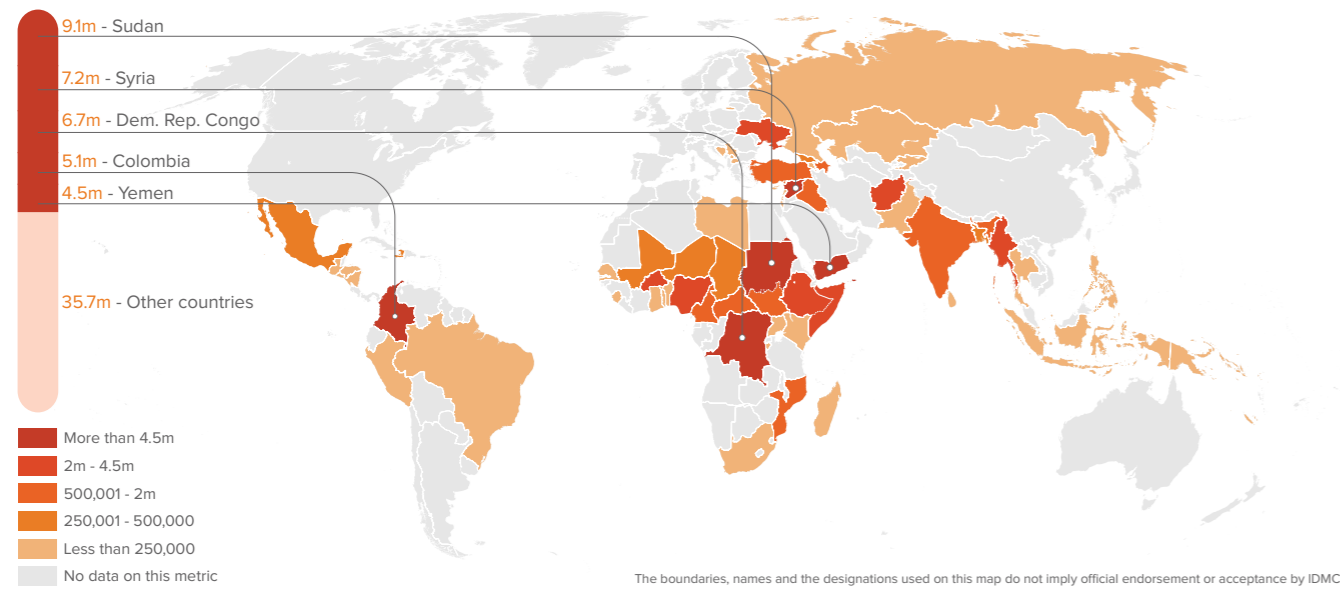 9.1m - Sudan
7.2m - Syria
6.7m - Dem. Rep. Congo
5.1m - Colombia
4.5m - Yemen
35.7m - Other countries
More than 4.5m
2m - 4.5m
500,001 - 2m
250,001 - 500,000
Less than 250,000
No data on this metric
The boundaries, names and the designations used on this map do not imply official endorsement or acceptance by IDMC